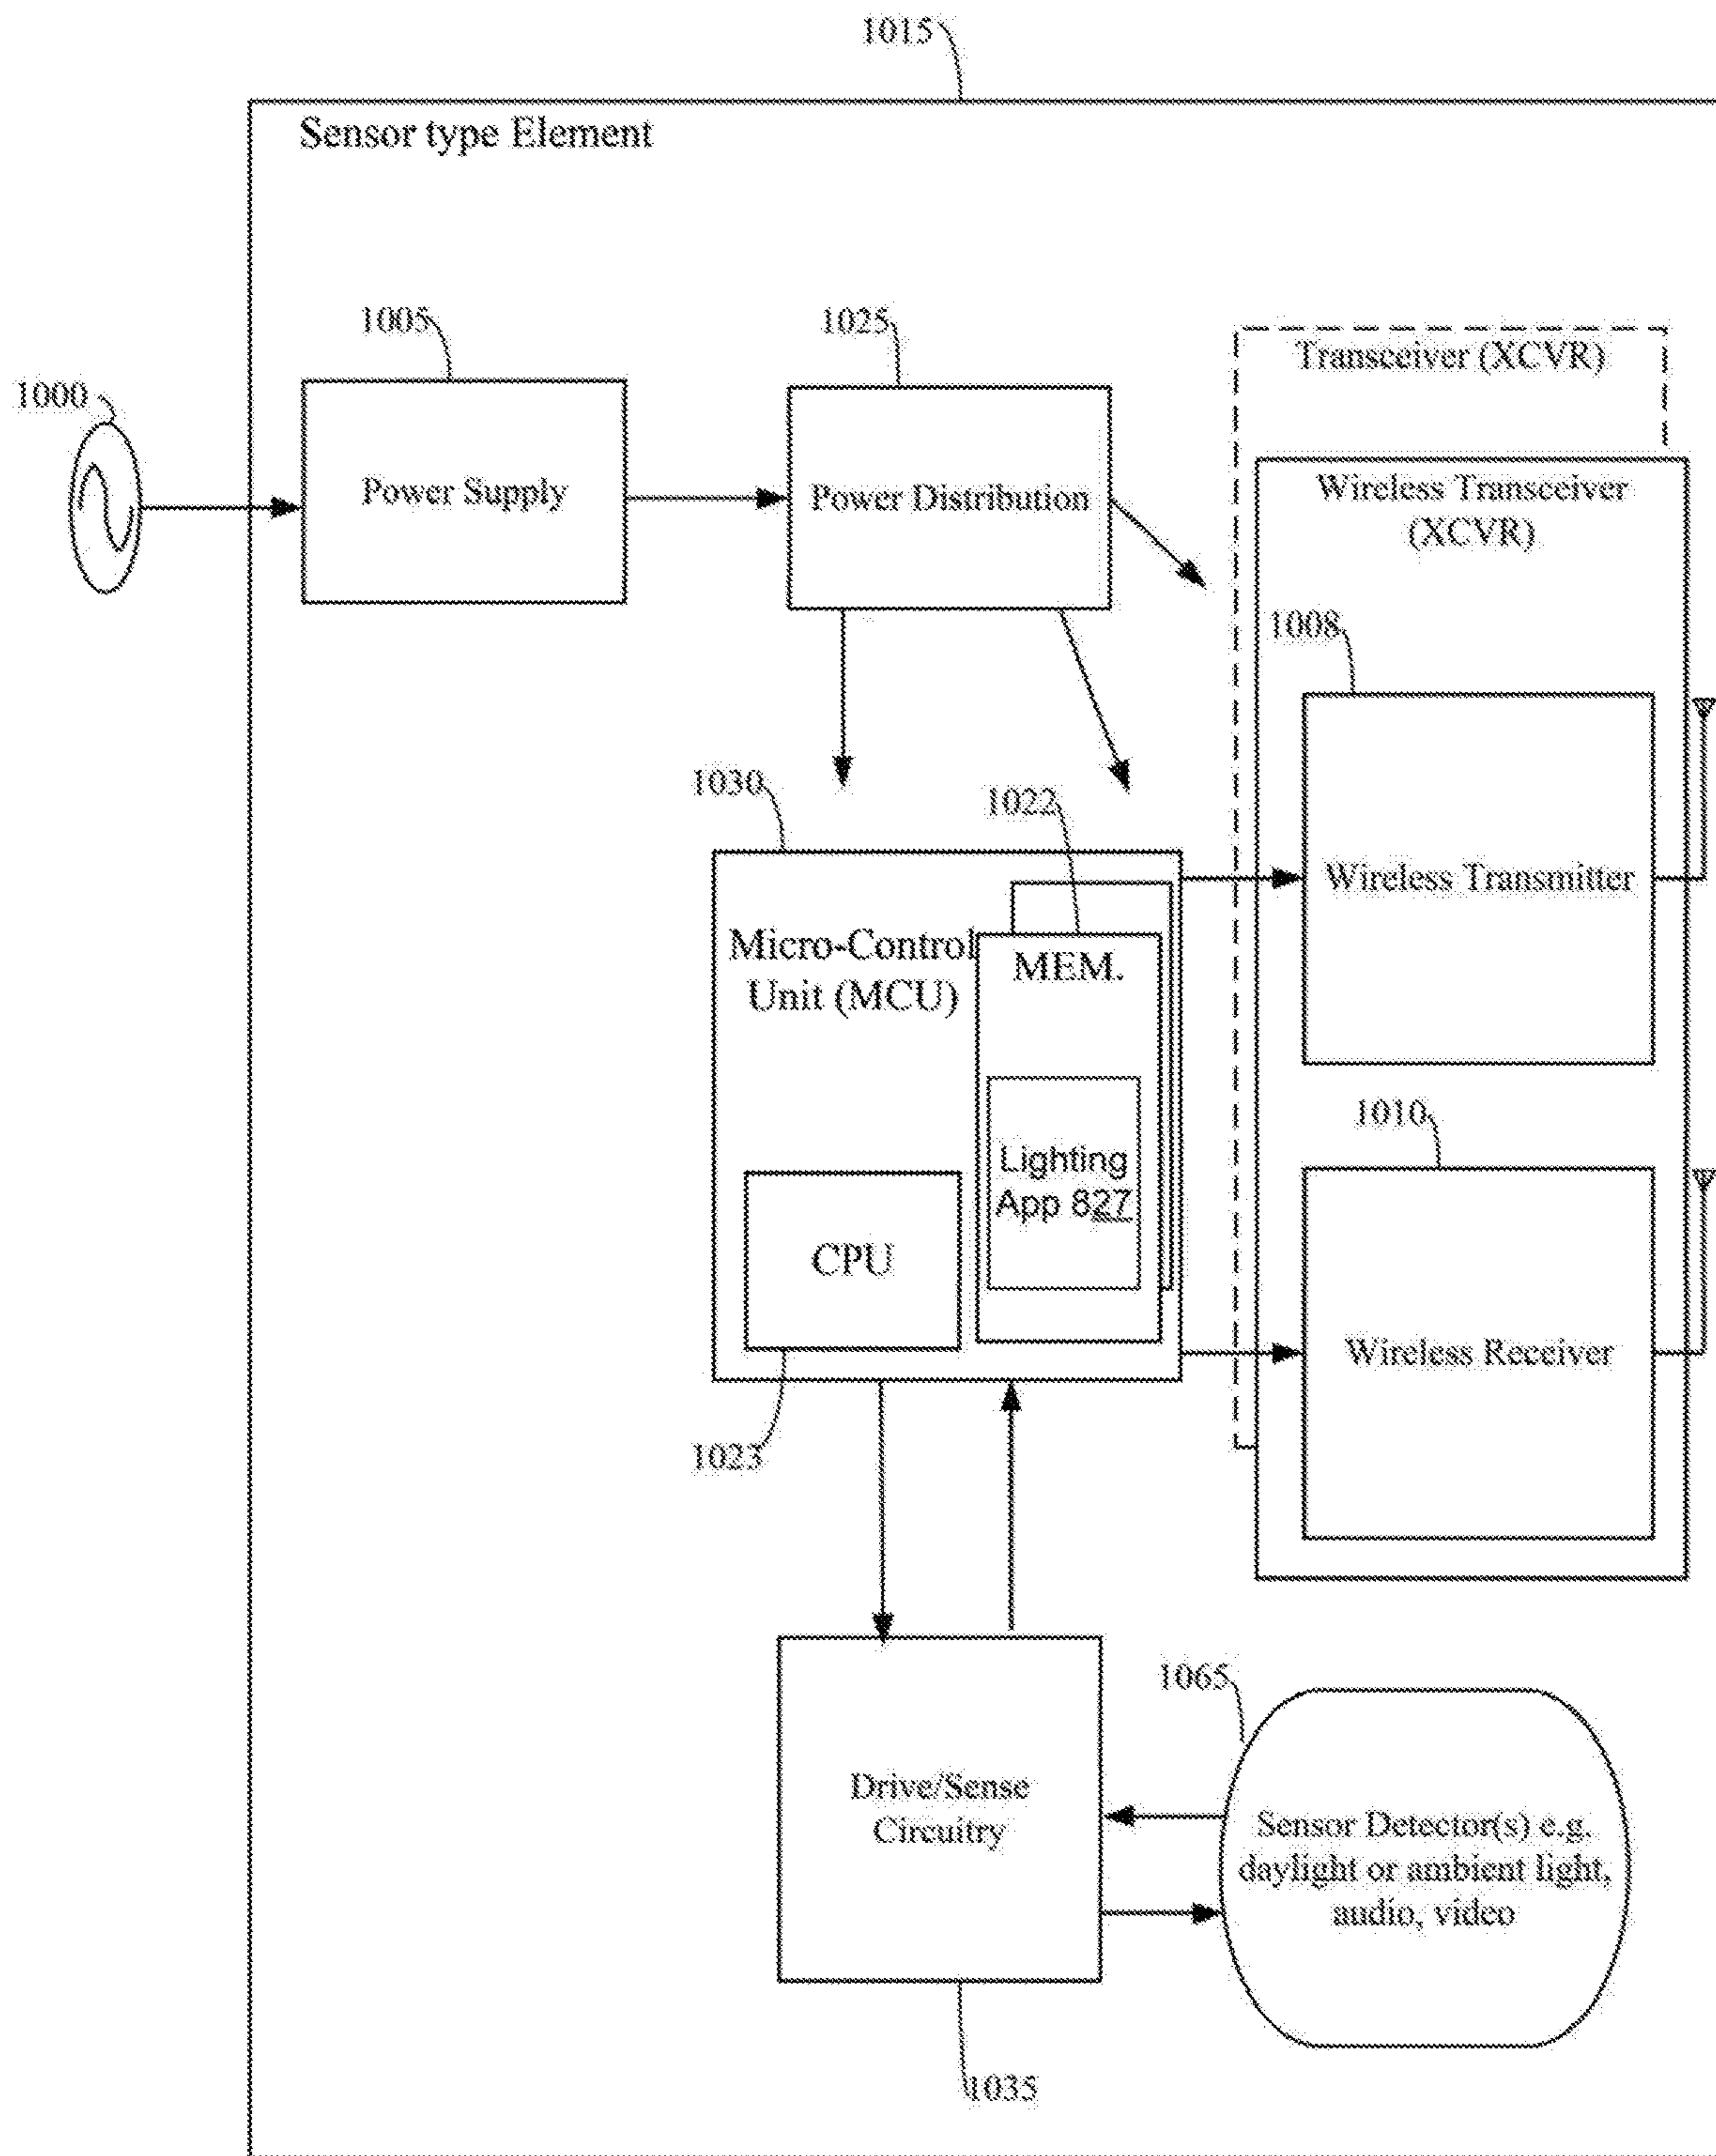 1015
Sensor type Element
1005
1025
Transceiver (XCVR)
1000
Power Supply
Power Distribution
Wireless Transceiver
(XCVR)
1008
1030
1022
Wireless Transmitter
Micro-Control
Unit (MCU)
MEM.
1010
Lighting
App 827
CPU
Wireless Receiver
1023
1065
Drive/Sense
Circuitry
Sensor Detector(s) e.g.
daylight or ambient light,
audio, video
1035